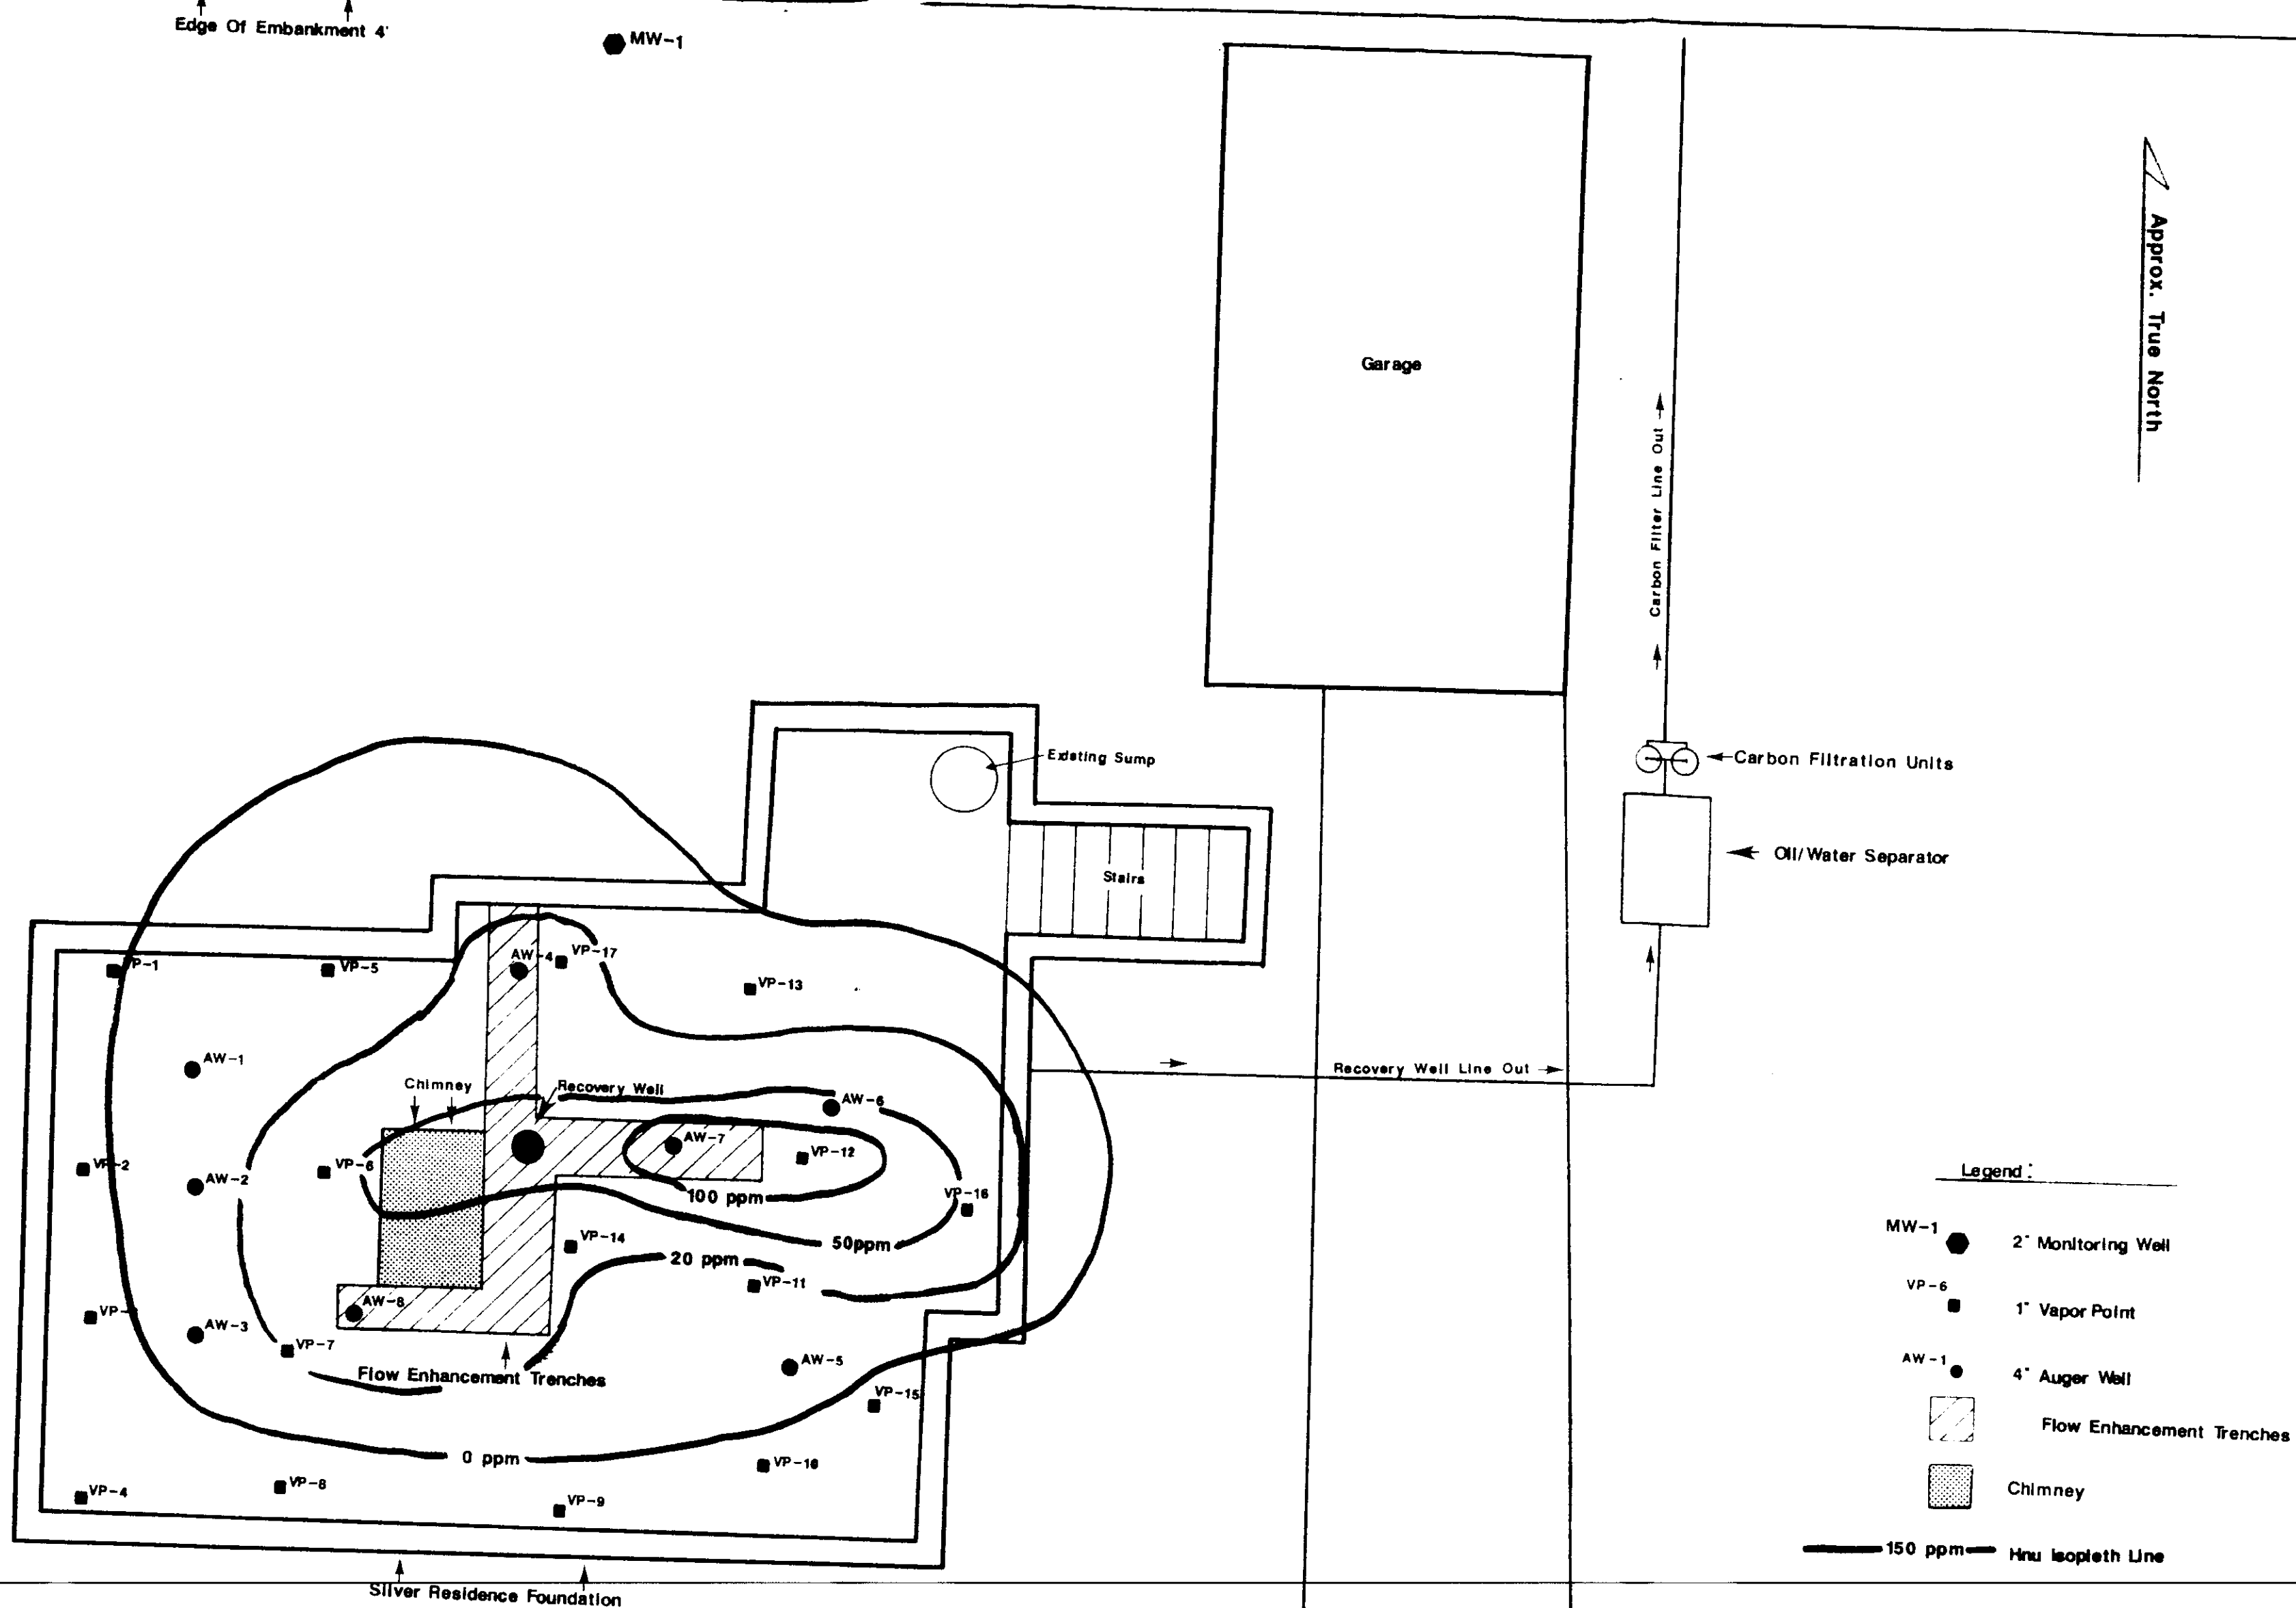 Edge Of Embankment 4'
MW-1
Garage
Approx. True North
Carbon Filter Line Out
Existing Sump
Carbon Filtration Units
Oil/Water Separator
Stairs
VP-1
VP-5
AW-4
VP-17
VP-13
AW-1
Chimney
Recovery Well
Recovery Well Line Out
AW-6
AW-7
VP-12
VP-2
AW-2
VP-6
100 ppm
VP-16
VP-14
50ppm
20 ppm
VP-11
VP-
AW-8
AW-3
VP-7
AW-5
Flow Enhancement Trenches
VP-15
0 ppm
VP-10
VP-4
VP-8
VP-9
Silver Residence Foundation
Legend:
MW-1
2" Monitoring Well
VP-6
1" Vapor Point
AW-1
4" Auger Well
Flow Enhancement Trenches
Chimney
150 ppm
Hnu Isopleth Line